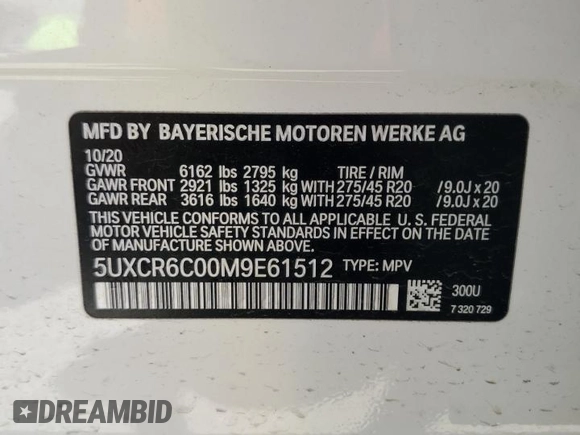 MFD BY BAYERISCHE MOTOREN WERKE AG
10/20
GVWR 6162 lbs 2795 kg TIRE / RIM
GAWR FRONT 2921 lbs 1325 kg WITH 275/45 R20 /9.0J x 20
GAWR REAR 3616 lbs 1640 kg WITH 275/45 R20 /9.0J x 20
THIS VEHICLE CONFORMS TO ALL APPLICABLE U. S. FEDERAL
MOTOR VEHICLE SAFETY STANDARDS IN EFFECT ON THE
DATE OF MANUFACTURE SHOWN ABOVE.
5UXCR6C00M9E61512 TYPE: MPV
300U
7 320 729
DREAMBID